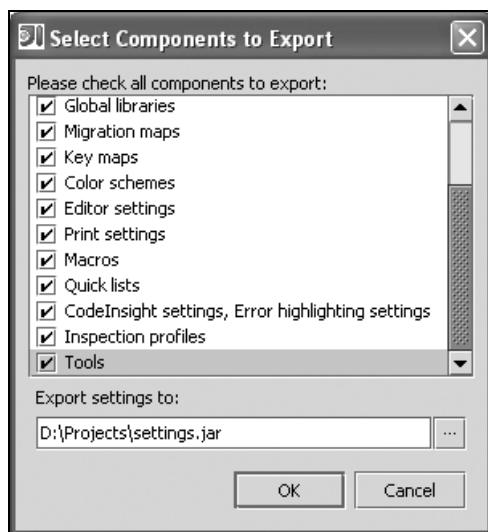 Select Components to Export
Please check all components to export:
Global libraries
Migration maps
Key maps
Color schemes
Editor settings
Print settings
Macros
Quick lists
CodeInsight settings, Error highlighting settings
Inspection profiles
Tools
Export settings to:
D:\Projects\settings.jar
...
OK
Cancel